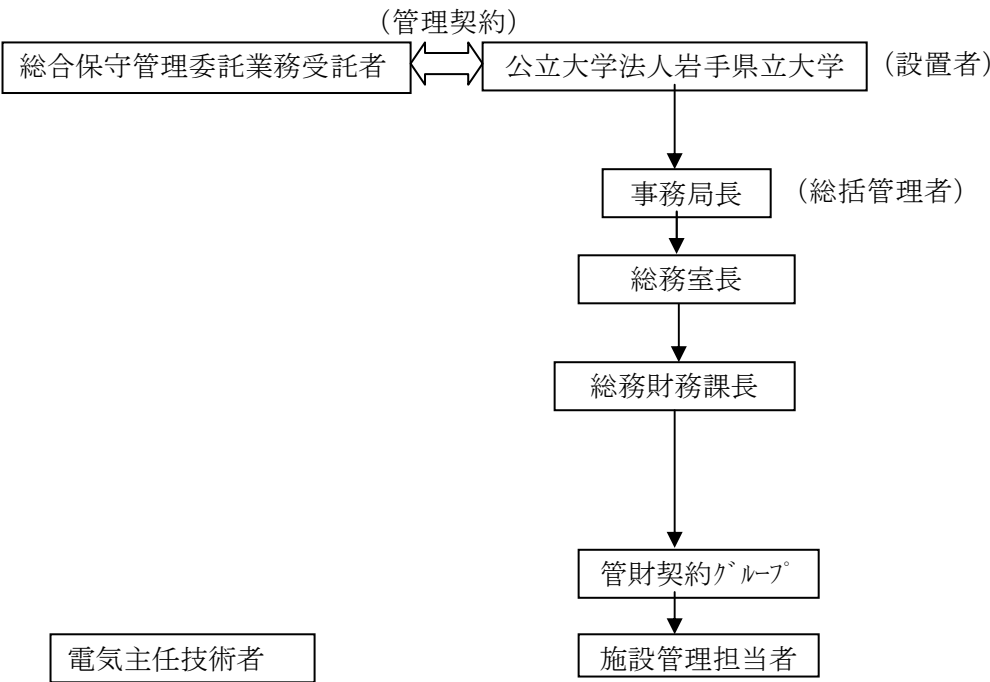 （管理契約）
総合保守管理委託業務受託者
公立大学法人岩手県立大学
（設置者）
事務局長
（総括管理者）
総務室長
総務財務課長
管財契約ｸﾞﾙｰﾌﾟ
電気主任技術者
施設管理担当者